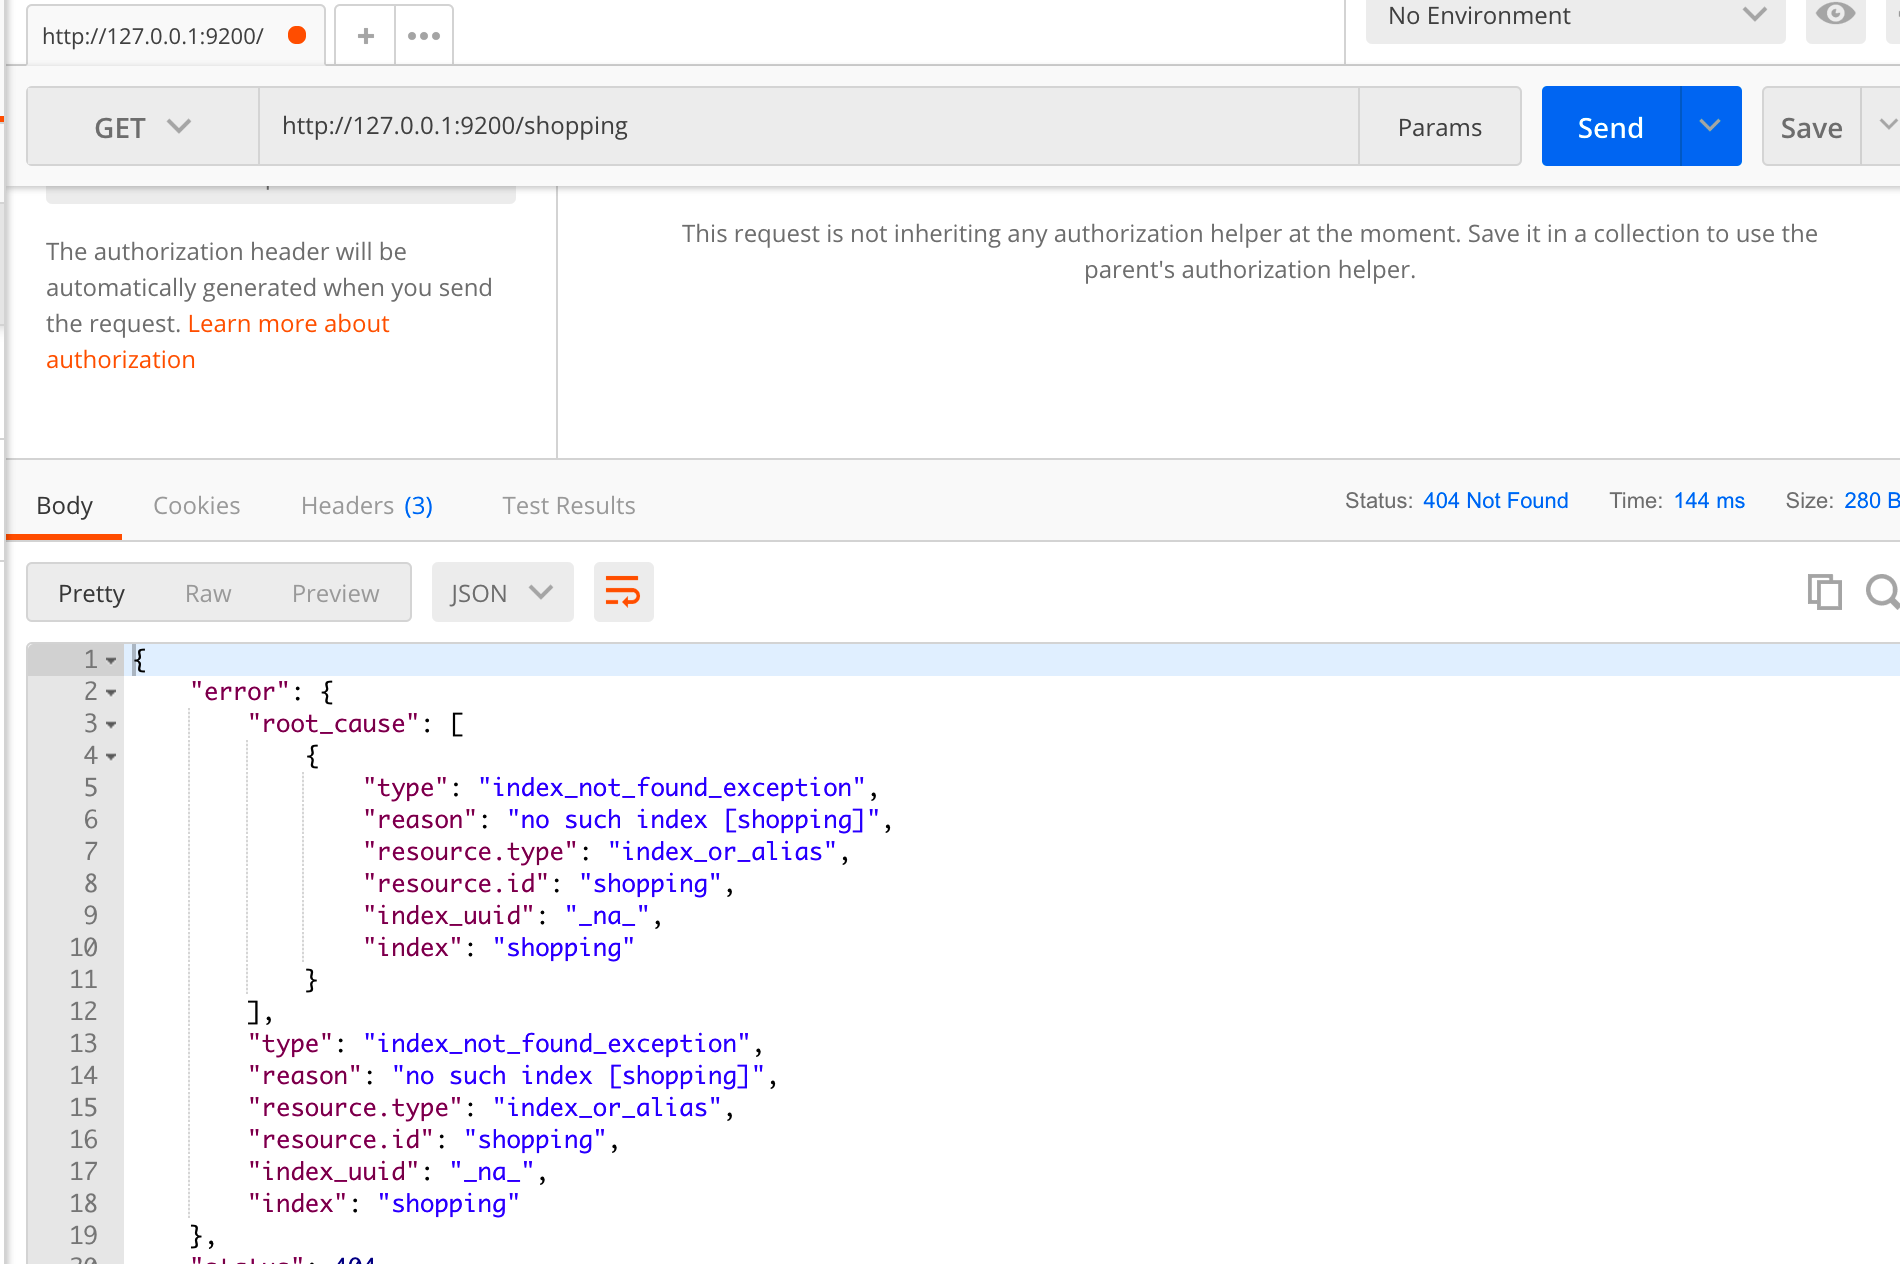 http://127.0.0.1:9200/
No Environment
GET http://127.0.0.1:9200/shopping Params Send Save
The authorization header will be
automatically generated when you send
the request. Learn more about
authorization
This request is not inheriting any authorization helper at the moment. Save it in a collection to use the
parent's authorization helper.
Body Cookies Headers (3) Test Results Status: 404 Not Found Time: 144 ms Size: 280 B
Pretty Raw Preview JSON
1 {
2 "error": {
3 "root_cause": [
4 {
5 "type": "index_not_found_exception",
6 "reason": "no such index [shopping]",
7 "resource.type": "index_or_alias",
8 "resource.id": "shopping",
9 "index_uuid": "_na_",
10 "index": "shopping"
11 }
12 ],
13 "type": "index_not_found_exception",
14 "reason": "no such index [shopping]",
15 "resource.type": "index_or_alias",
16 "resource.id": "shopping",
17 "index_uuid": "_na_",
18 "index": "shopping"
19 },
20 "status": 404